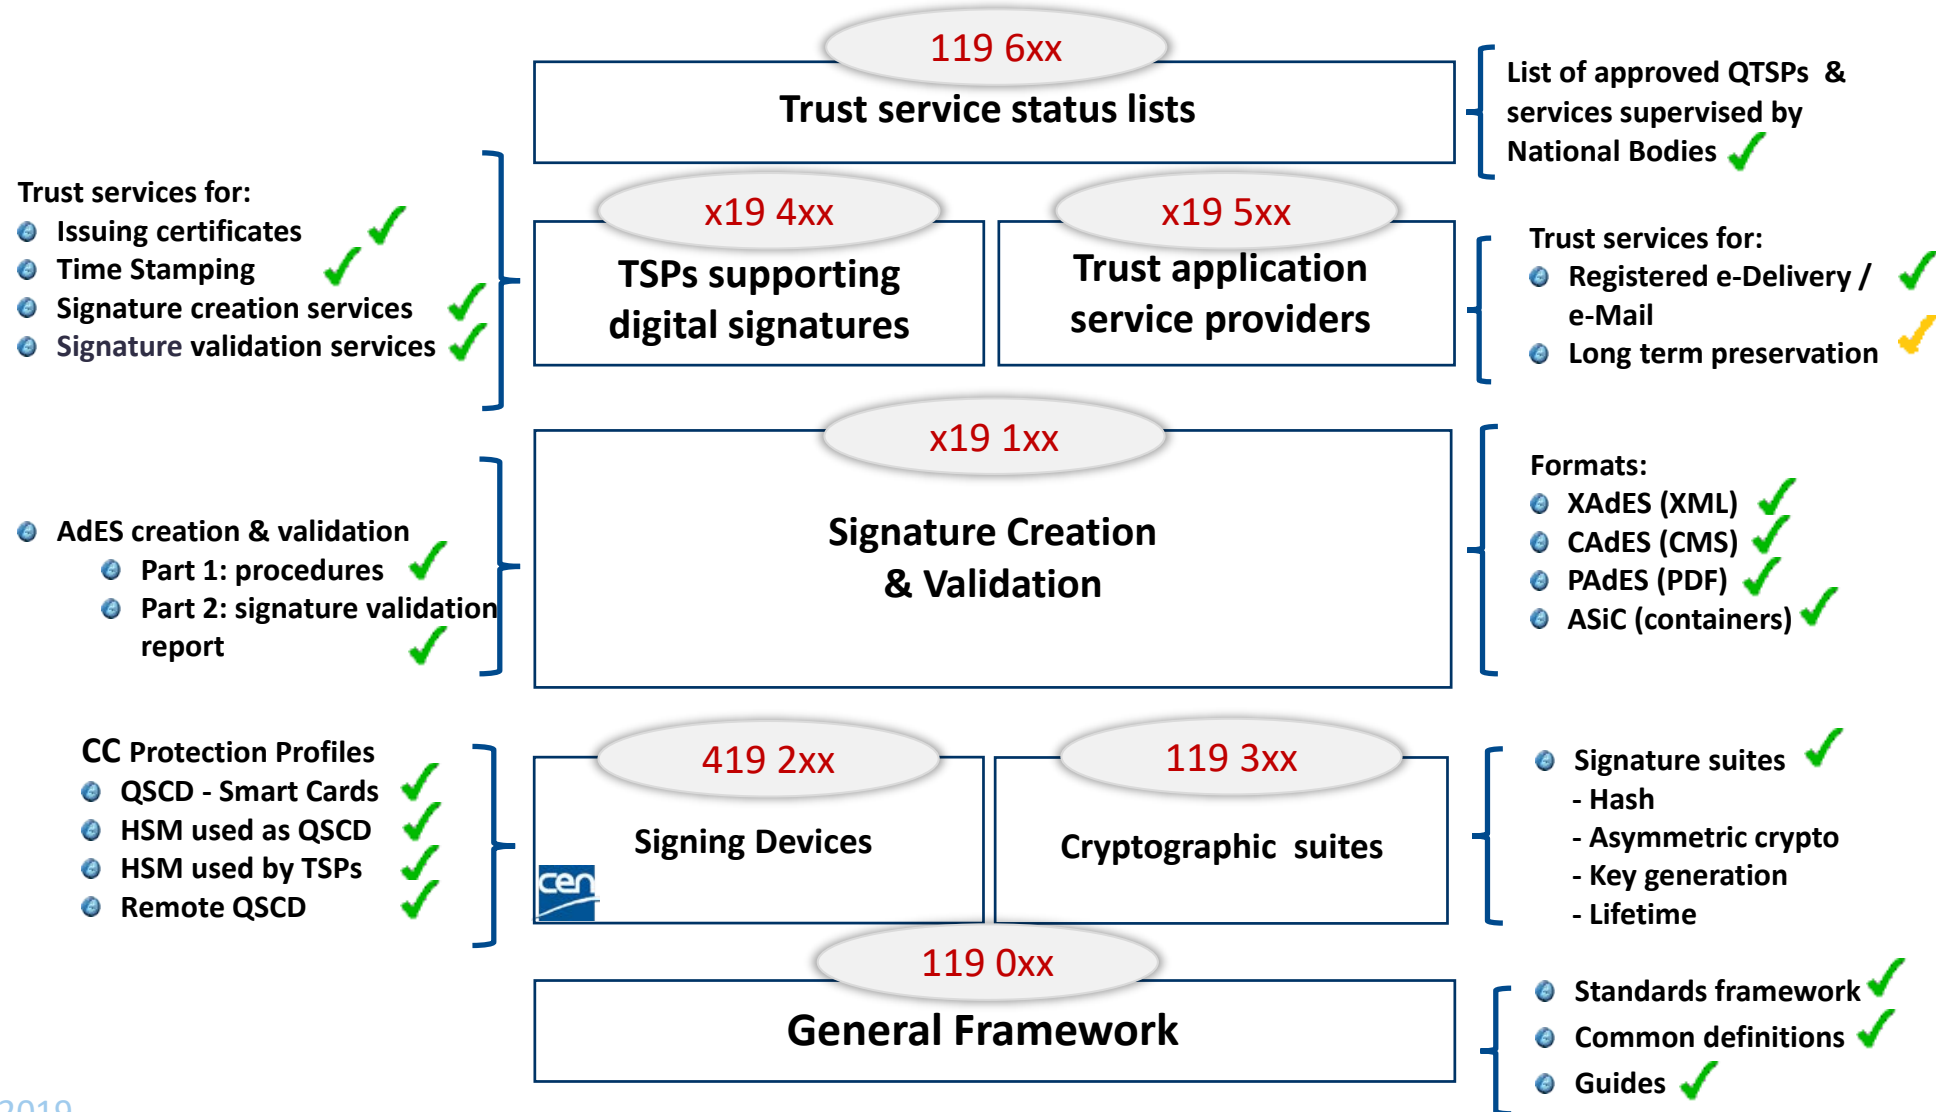 119 6xx
Trust service status lists
List of approved QTSPs &
services supervised by
National Bodies
Trust services for:
Issuing certificates
Time Stamping
Signature creation services
Signature validation services
x19 4xx
TSPs supporting
digital signatures
x19 5xx
Trust application
service providers
Trust services for:
Registered e-Delivery /
e-Mail
Long term preservation
x19 1xx
Signature Creation
& Validation
AdES creation & validation
Part 1: procedures
Part 2: signature validation
report
Formats:
XAdES (XML)
CAdES (CMS)
PAdES (PDF)
ASiC (containers)
CC Protection Profiles
QSCD - Smart Cards
HSM used as QSCD
HSM used by TSPs
Remote QSCD
419 2xx
Signing Devices
cen
119 3xx
Cryptographic suites
Signature suites
- Hash
- Asymmetric crypto
- Key generation
- Lifetime
119 0xx
General Framework
Standards framework
Common definitions
Guides
2019